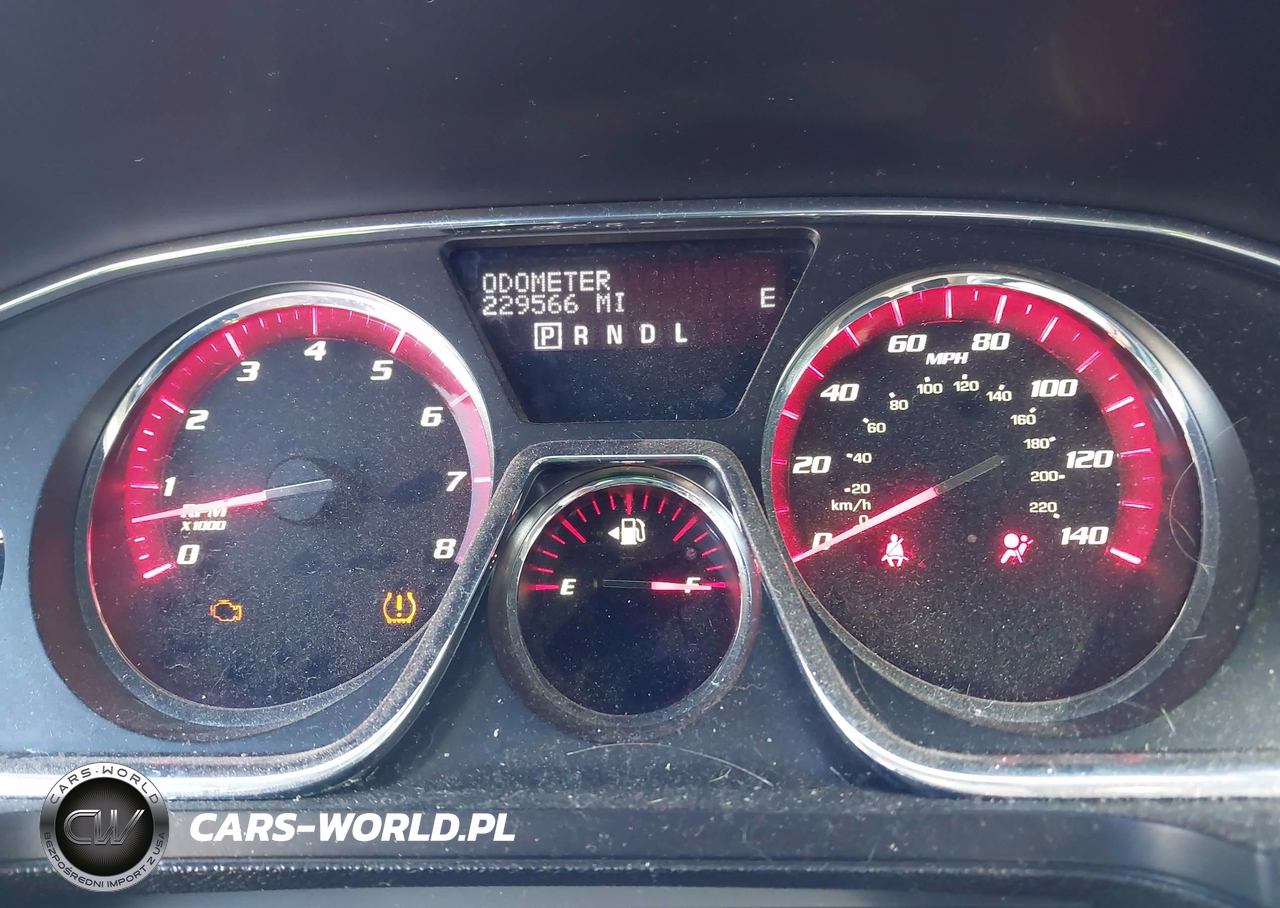 ODOMETER
229566 MI
E
P R N D L
0 1 2 3 4 5 6 7 8
RPM
X1000
E F
0 20 40 60 80 100 120 140
MPH
0 20 40 60 80 100 120 140 160 180 200 220
km/h
CARS-WORLD
CW
BEZPOŚREDNI IMPORT Z USA
CARS-WORLD.PL